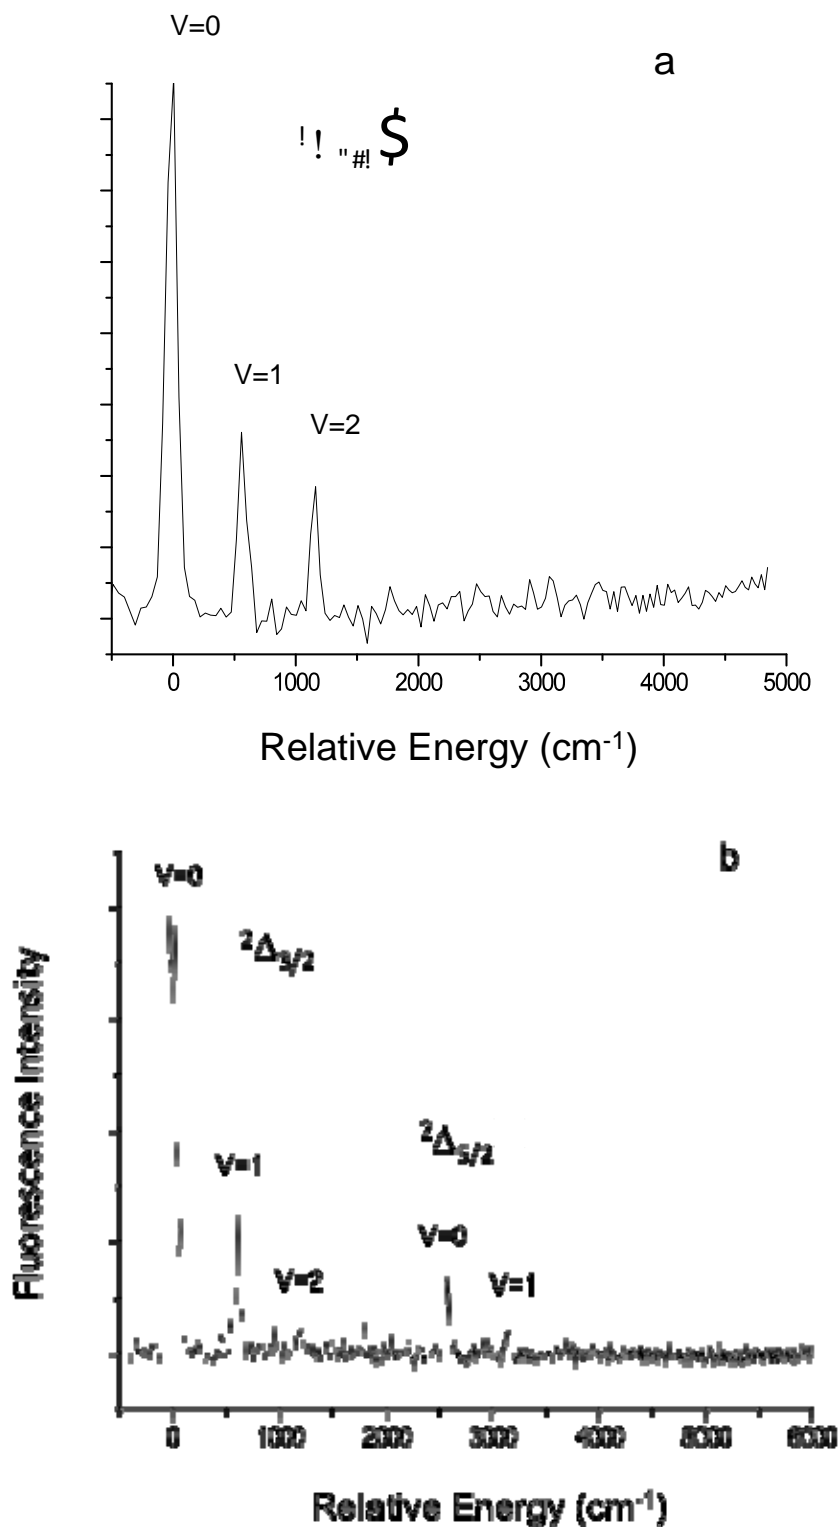 V=0
a
!! "#! $
V=1
V=2
0 1000 2000 3000 4000 5000
Relative Energy (cm-1)
b
V=0
2Δ3/2
Fluorescence Intensity
2Δ5/2
V=1
V=0
V=2 V=1
0 1000 2000 3000 4000 5000 6000
Relative Energy (cm-1)